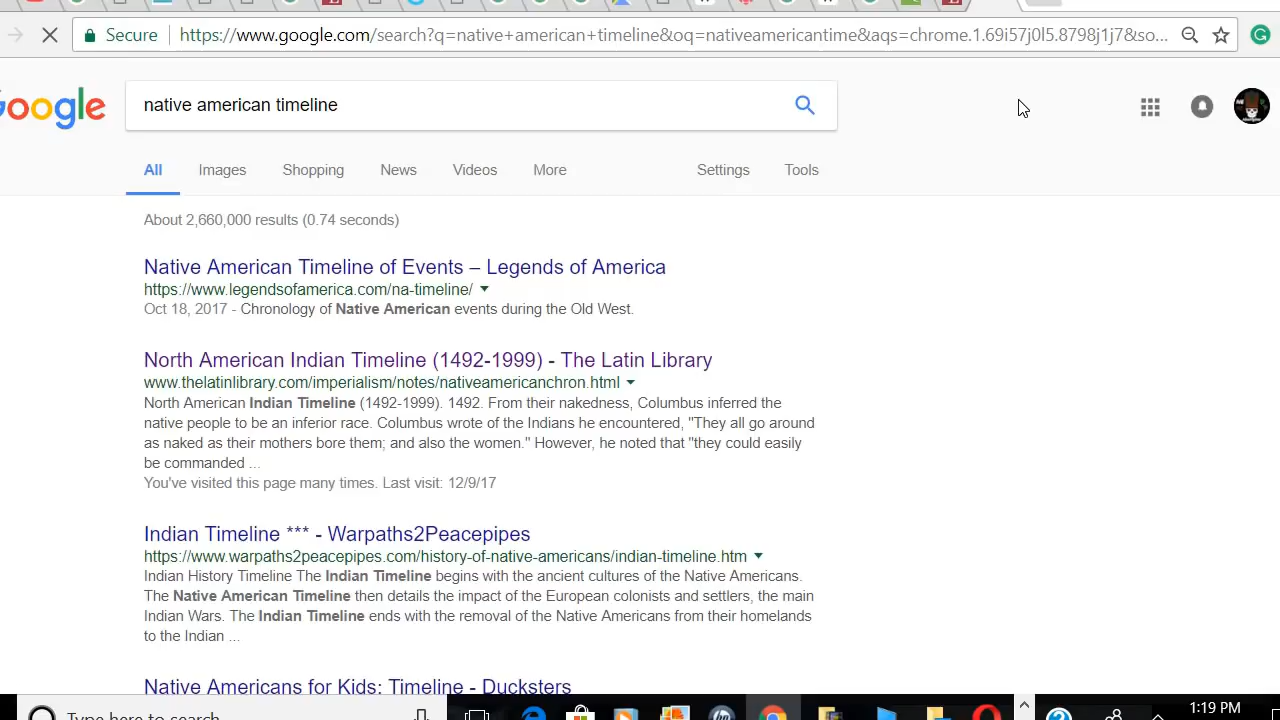 Secure https://www.google.com/search?q=native+american+timeline&oq=nativeamericantime&aqs=chrome.1.69i57j0l5.8798j1j7&so...
oogle native american timeline
All Images Shopping News Videos More Settings Tools
About 2,660,000 results (0.74 seconds)
Native American Timeline of Events – Legends of America
https://www.legendsofamerica.com/na-timeline/
Oct 18, 2017 - Chronology of Native American events during the Old West.
North American Indian Timeline (1492-1999) - The Latin Library
www.thelatinlibrary.com/imperialism/notes/nativeamericanchron.html
North American Indian Timeline (1492-1999). 1492. From their nakedness, Columbus inferred the
native people to be an inferior race. Columbus wrote of the Indians he encountered, "They all go around
as naked as their mothers bore them; and also the women." However, he noted that "they could easily
be commanded ...
You've visited this page many times. Last visit: 12/9/17
Indian Timeline *** - Warpaths2Peacepipes
https://www.warpaths2peacepipes.com/history-of-native-americans/indian-timeline.htm
Indian History Timeline The Indian Timeline begins with the ancient cultures of the Native Americans.
The Native American Timeline then details the impact of the European colonists and settlers, the main
Indian Wars. The Indian Timeline ends with the removal of the Native Americans from their homelands
to the Indian ...
Native Americans for Kids: Timeline - Ducksters
Type here to search
1:19 PM